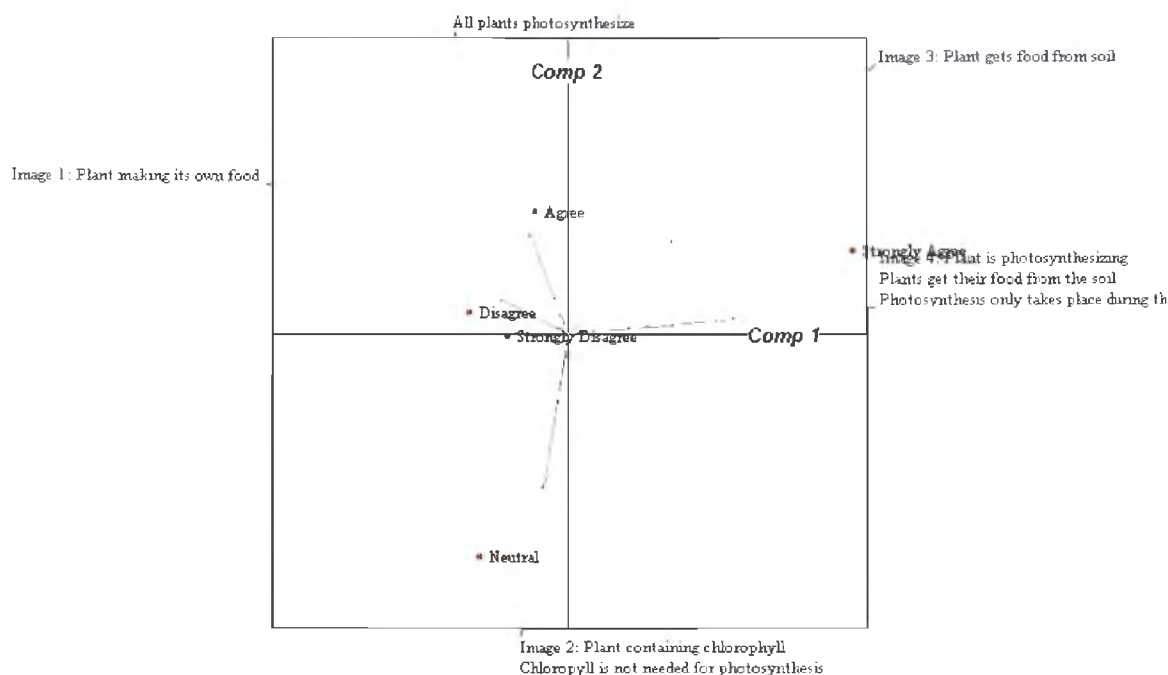 All plants photosynthesize
Comp 2
Image 3: Plant gets food from soil
Image 1: Plant making its own food
Agree
Strongly Agree
Image 4: Plant is photosynthesizing
Plants get their food from the soil
Photosynthesis only takes place during th
Disagree
Strongly Disagree
Comp 1
Neutral
Image 2: Plant containing chlorophyll
Chloropyll is not needed for photosynthesis